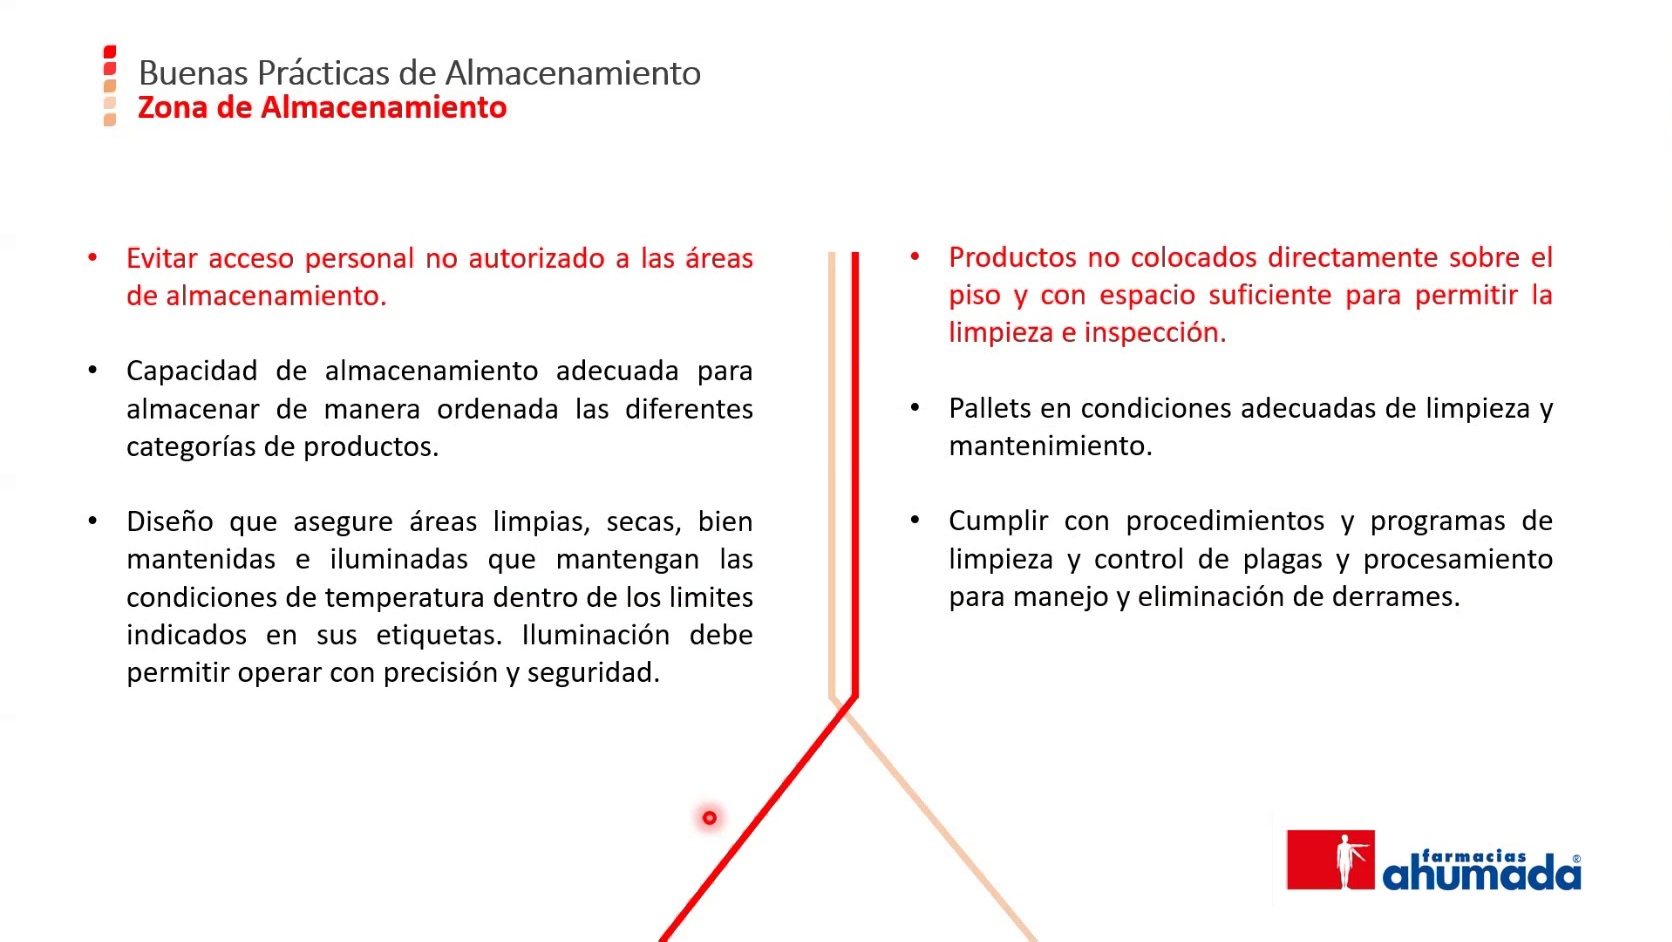 Buenas Prácticas de Almacenamiento
Zona de Almacenamiento
• Evitar acceso personal no autorizado a las áreas
de almacenamiento.
• Capacidad de almacenamiento adecuada para
almacenar de manera ordenada las diferentes
categorías de productos.
• Diseño que asegure áreas limpias, secas, bien
mantenidas e iluminadas que mantengan las
condiciones de temperatura dentro de los limites
indicados en sus etiquetas. Iluminación debe
permitir operar con precisión y seguridad.
• Productos no colocados directamente sobre el
piso y con espacio suficiente para permitir la
limpieza e inspección.
• Pallets en condiciones adecuadas de limpieza y
mantenimiento.
• Cumplir con procedimientos y programas de
limpieza y control de plagas y procesamiento
para manejo y eliminación de derrames.
farmacias
ahumada®